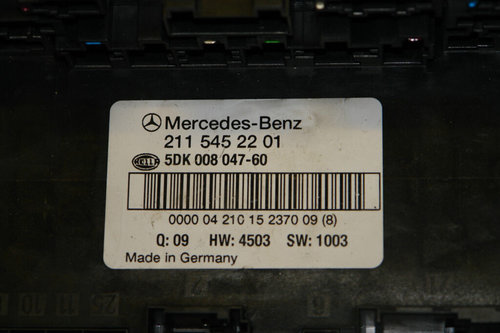 Mercedes-Benz
211 545 22 01
HELLA 5DK 008 047-60
0000 04 210 15 2370 09 (8)
Q: 09 HW: 4503 SW: 1003
Made in Germany